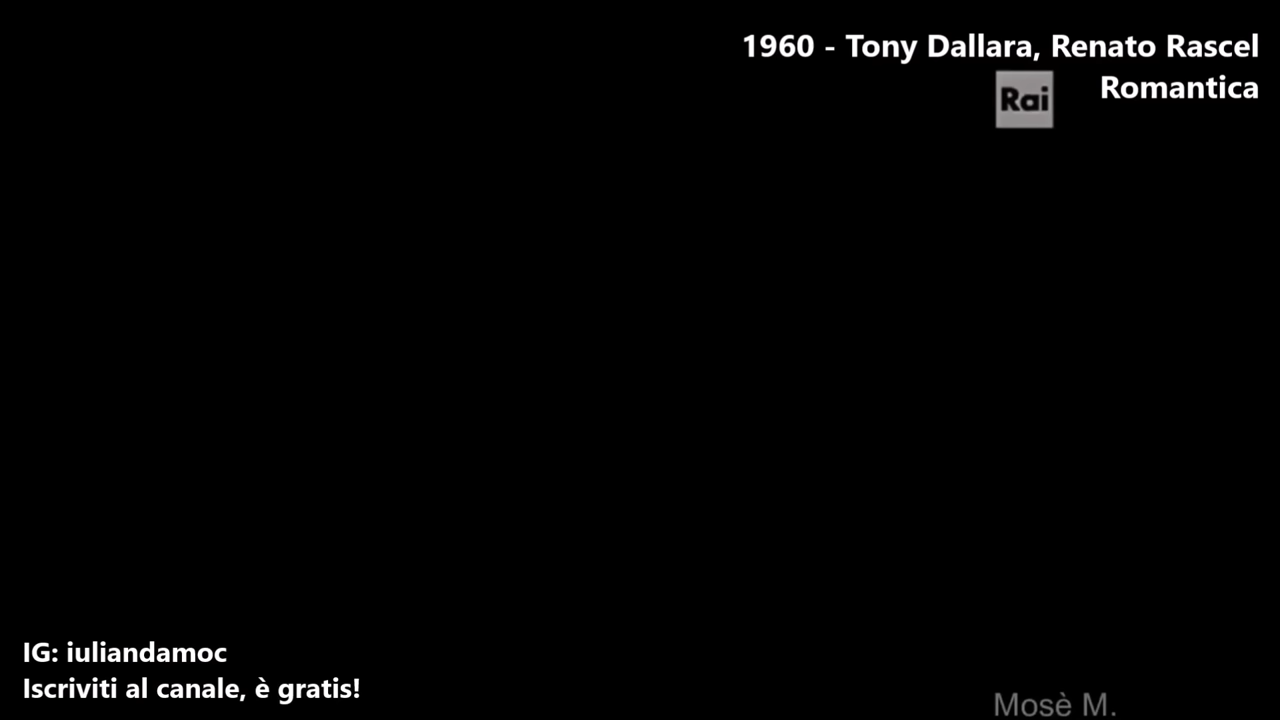 1960 - Tony Dallara, Renato Rascel
Romantica
Rai
IG: iuliandamoc
Iscriviti al canale, è gratis!
Mosè M.